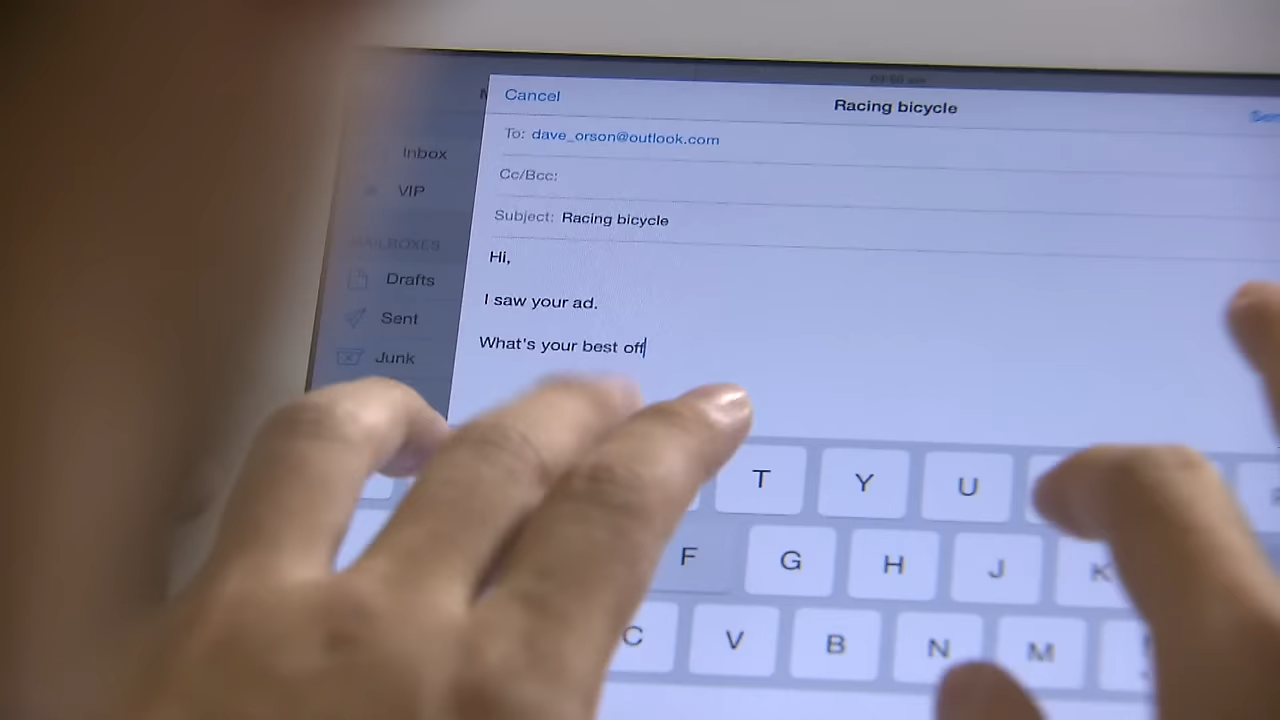 Cancel
Racing bicycle
To: dave_orson@outlook.com
Cc/Bcc:
Subject: Racing bicycle
Hi,
I saw your ad.
What's your best off
Inbox
VIP
MAILBOXES
Drafts
Sent
Junk
T Y U
F G H J K
C V B N M